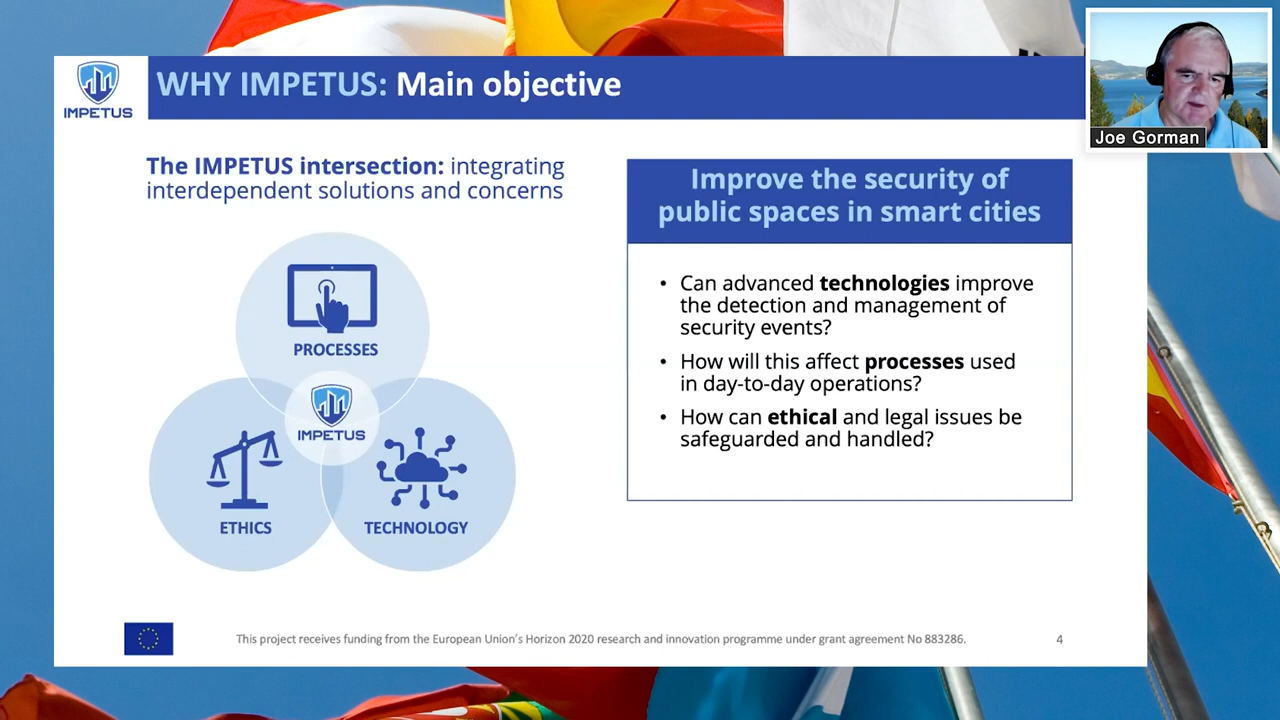 IMPETUS
WHY IMPETUS: Main objective
Joe Gorman
The IMPETUS intersection: integrating
interdependent solutions and concerns
PROCESSES
IMPETUS
ETHICS
TECHNOLOGY
Improve the security of
public spaces in smart cities
• Can advanced technologies improve
the detection and management of
security events?
• How will this affect processes used
in day-to-day operations?
• How can ethical and legal issues be
safeguarded and handled?
This project receives funding from the European Union's Horizon 2020 research and innovation programme under grant agreement No 883286.
4